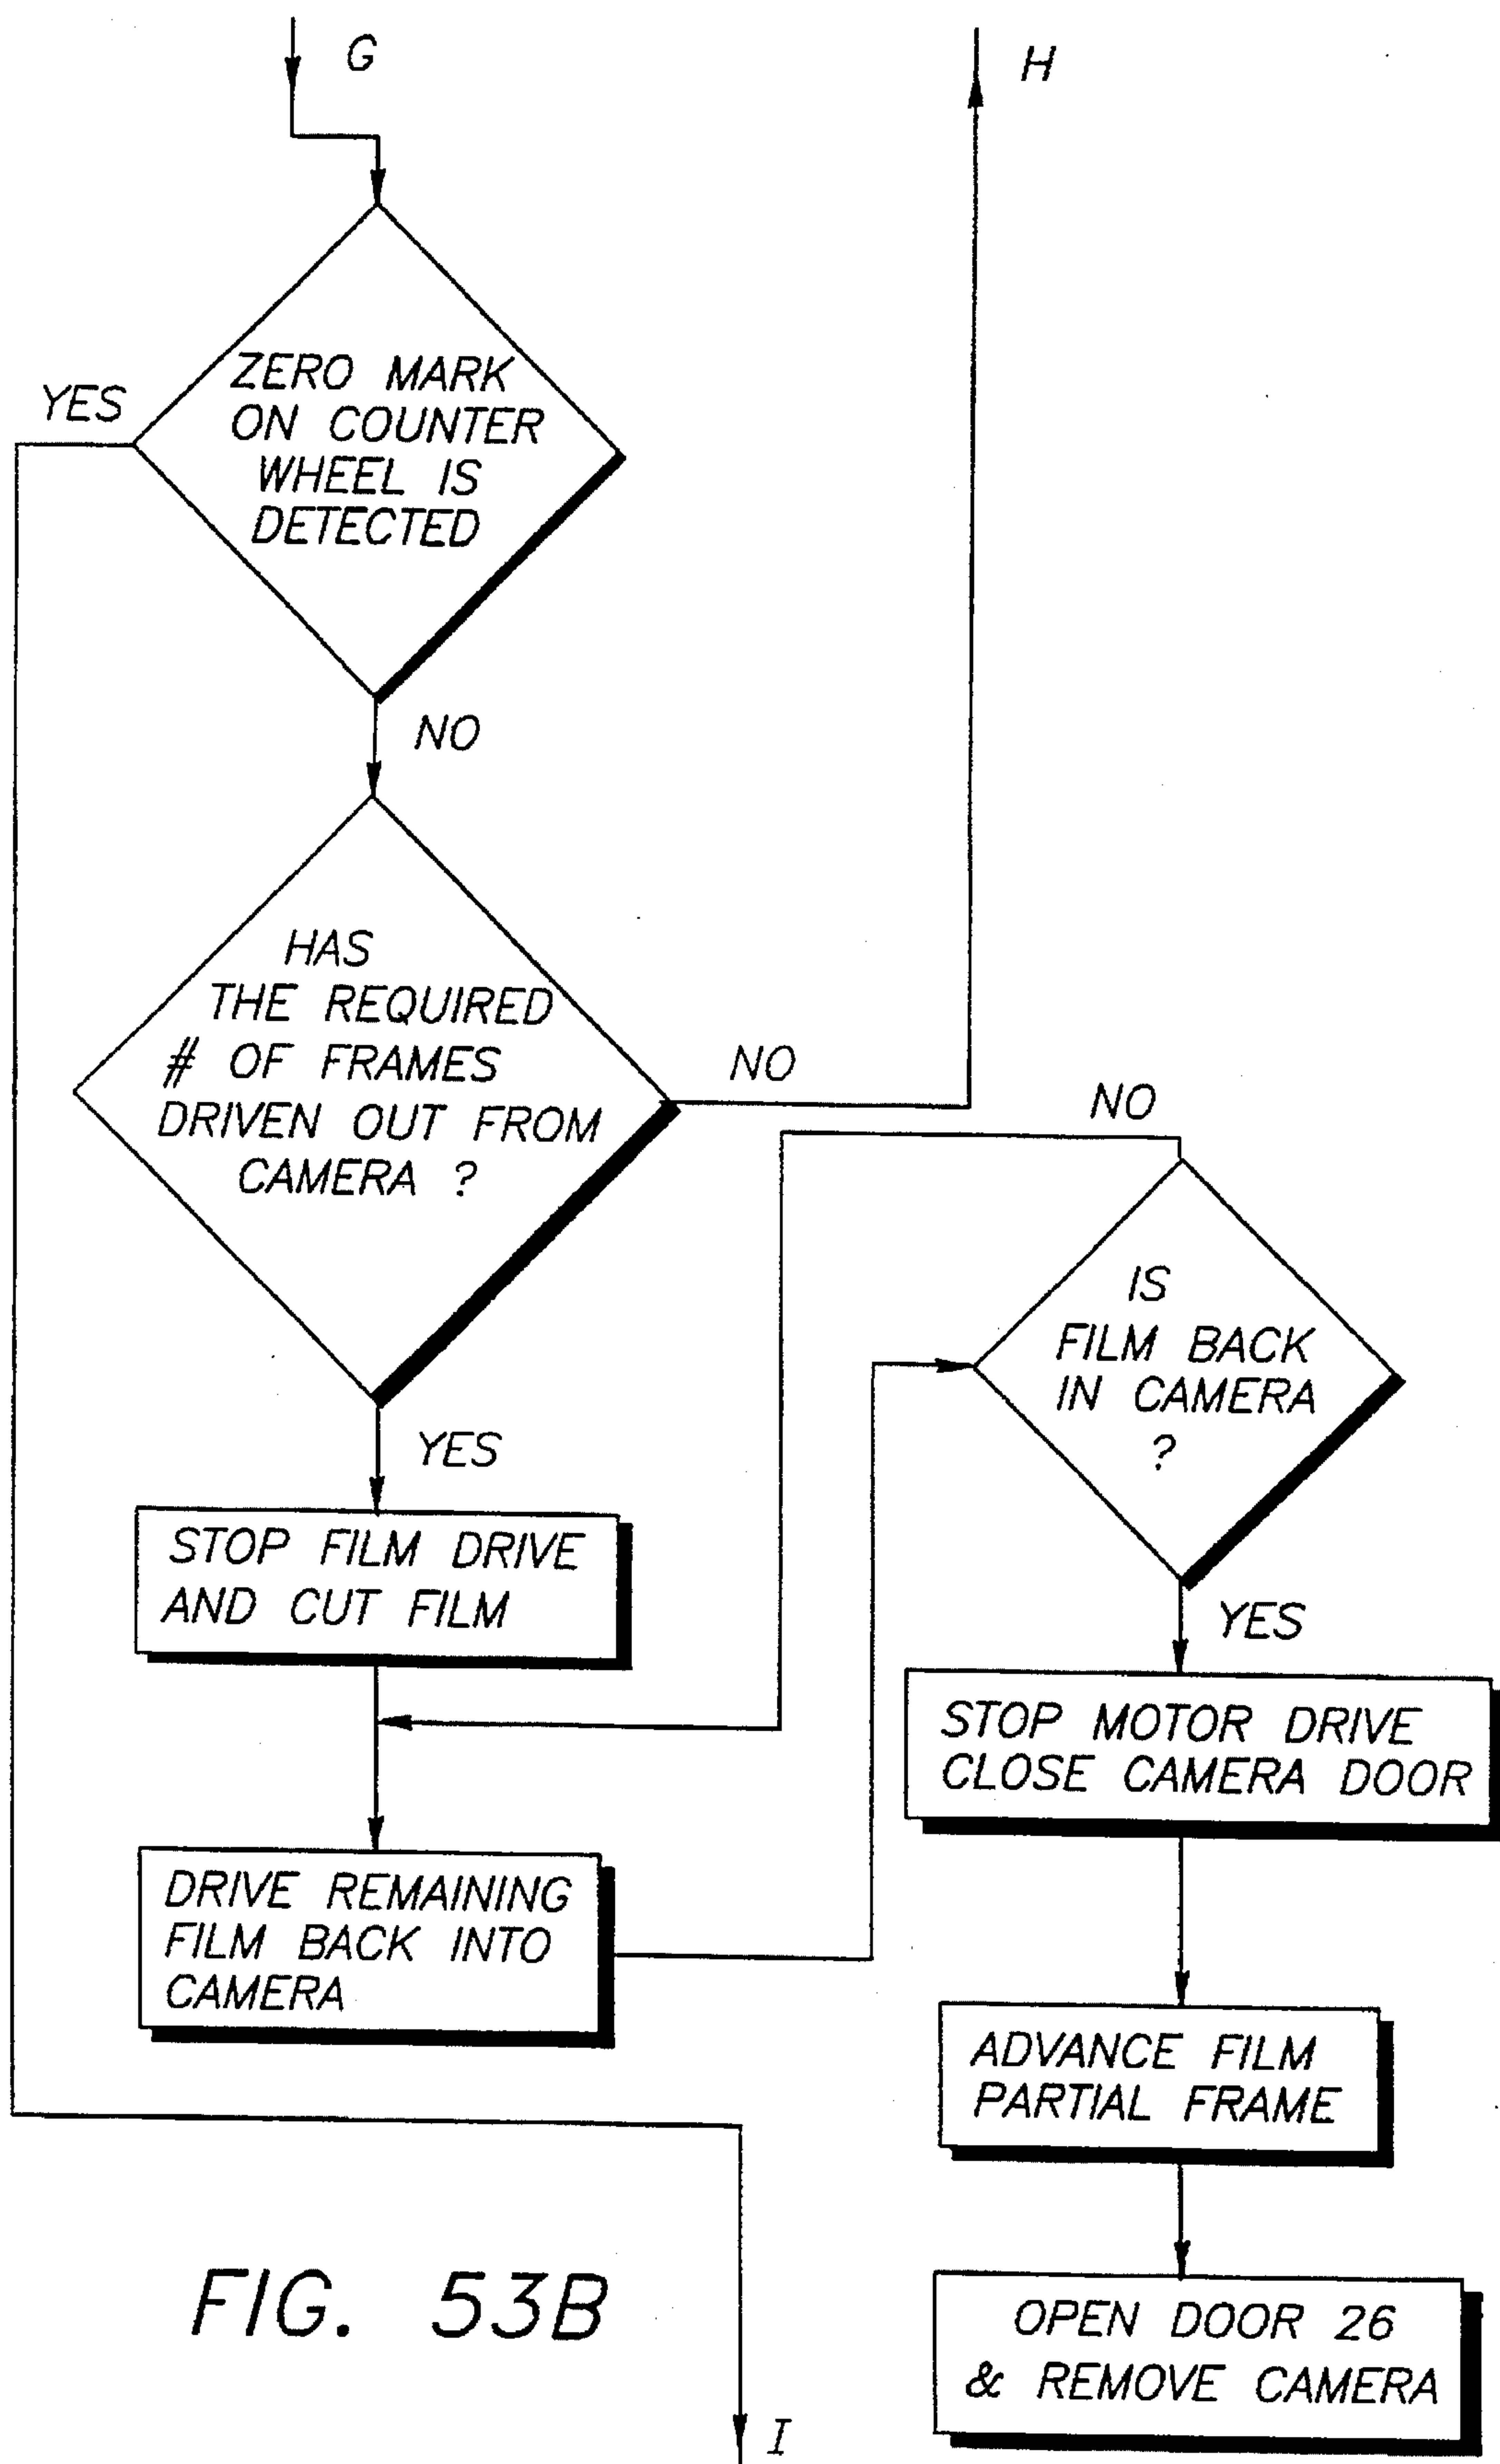 G
H
YES
ZERO MARK
ON COUNTER
WHEEL IS
DETECTED
NO
HAS
THE REQUIRED
# OF FRAMES
DRIVEN OUT FROM
CAMERA ?
NO
NO
IS
FILM BACK
IN CAMERA
?
YES
STOP FILM DRIVE
AND CUT FILM
YES
STOP MOTOR DRIVE
CLOSE CAMERA DOOR
DRIVE REMAINING
FILM BACK INTO
CAMERA
ADVANCE FILM
PARTIAL FRAME
OPEN DOOR 26
& REMOVE CAMERA
FIG. 53B
I